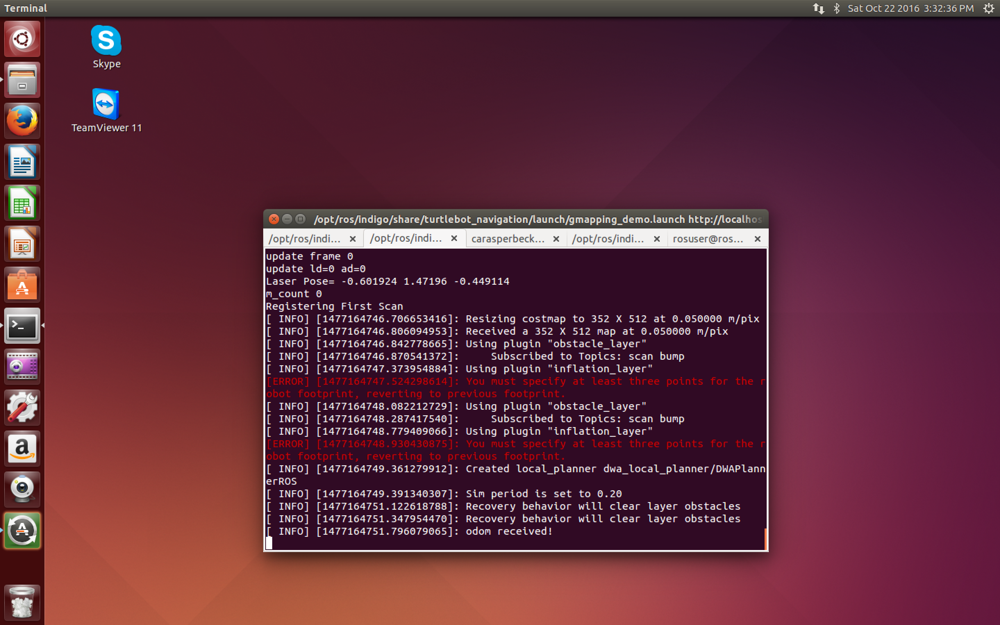 Terminal
Sat Oct 22 2016 3:32:36 PM
S
Skype
TeamViewer 11
/opt/ros/indigo/share/turtlebot_navigation/launch/gmapping_demo.launch http://localhos
/opt/ros/indi... /opt/ros/indi... carasperbeck... /opt/ros/indi... rosuser@ros...
update frame 0
update ld=0 ad=0
Laser Pose= -0.601924 1.47196 -0.449114
m_count 0
Registering First Scan
[ INFO] [1477164746.706653416]: Resizing costmap to 352 X 512 at 0.050000 m/pix
[ INFO] [1477164746.806094953]: Received a 352 X 512 map at 0.050000 m/pix
[ INFO] [1477164746.842778665]: Using plugin "obstacle_layer"
[ INFO] [1477164746.870541372]:     Subscribed to Topics: scan bump
[ INFO] [1477164747.373954884]: Using plugin "inflation_layer"
[ERROR] [1477164747.524298614]: You must specify at least three points for the r
obot footprint, reverting to previous footprint.
[ INFO] [1477164748.082212729]: Using plugin "obstacle_layer"
[ INFO] [1477164748.287417540]:     Subscribed to Topics: scan bump
[ INFO] [1477164748.779409066]: Using plugin "inflation_layer"
[ERROR] [1477164748.930430875]: You must specify at least three points for the r
obot footprint, reverting to previous footprint.
[ INFO] [1477164749.361279912]: Created local_planner dwa_local_planner/DWAPlann
erROS
[ INFO] [1477164749.391340307]: Sim period is set to 0.20
[ INFO] [1477164751.122618788]: Recovery behavior will clear layer obstacles
[ INFO] [1477164751.347954470]: Recovery behavior will clear layer obstacles
[ INFO] [1477164751.796079065]: odom received!
a